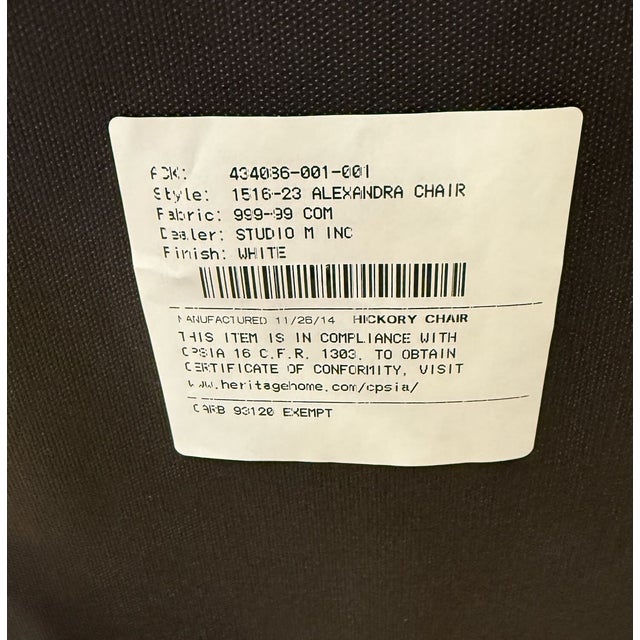 ACK: 434086-001-001
Style: 1516-23 ALEXANDRA CHAIR
Fabric: 999-99 COM
Dealer: STUDIO M INC
Finish: WHITE
MANUFACTURED 11/26/14 HICKORY CHAIR
THIS ITEM IS IN COMPLIANCE WITH
CPSIA 16 C.F.R. 1303. TO OBTAIN
CERTIFICATE OF CONFORMITY, VISIT
www.heritagehome.com/cpsia/
CARB 93120 EXEMPT